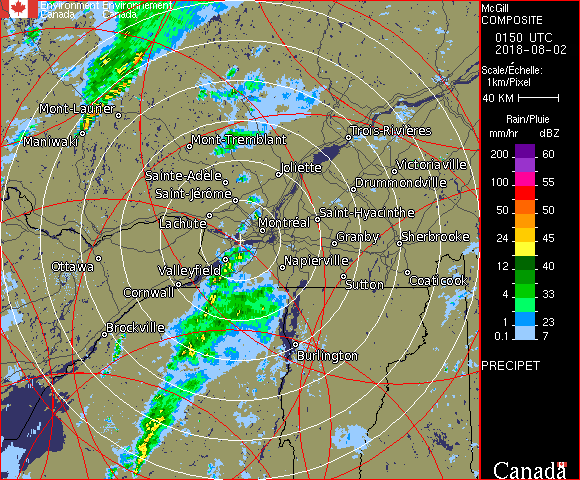 Environment Environnement
Canada Canada
Mont-Laurier
Maniwaki
Mont-Tremblant
Trois-Rivières
Joliette
Victoriaville
Sainte-Adèle
Drummondville
Saint-Jérôme
Lachute
Montréal
Saint-Hyacinthe
Granby
Sherbrooke
Ottawa
Valleyfield
Napierville
Cornwall
Sutton
Coaticook
Brockville
Burlington
McGill
COMPOSITE
0150 UTC
2018-08-02
Scale/Échelle:
1km/Pixel
40 KM
Rain/Pluie
mm/hr dBZ
200 60
100 55
50 50
24 45
12 40
4 33
1 23
0.1 7
PRECIPET
Canada